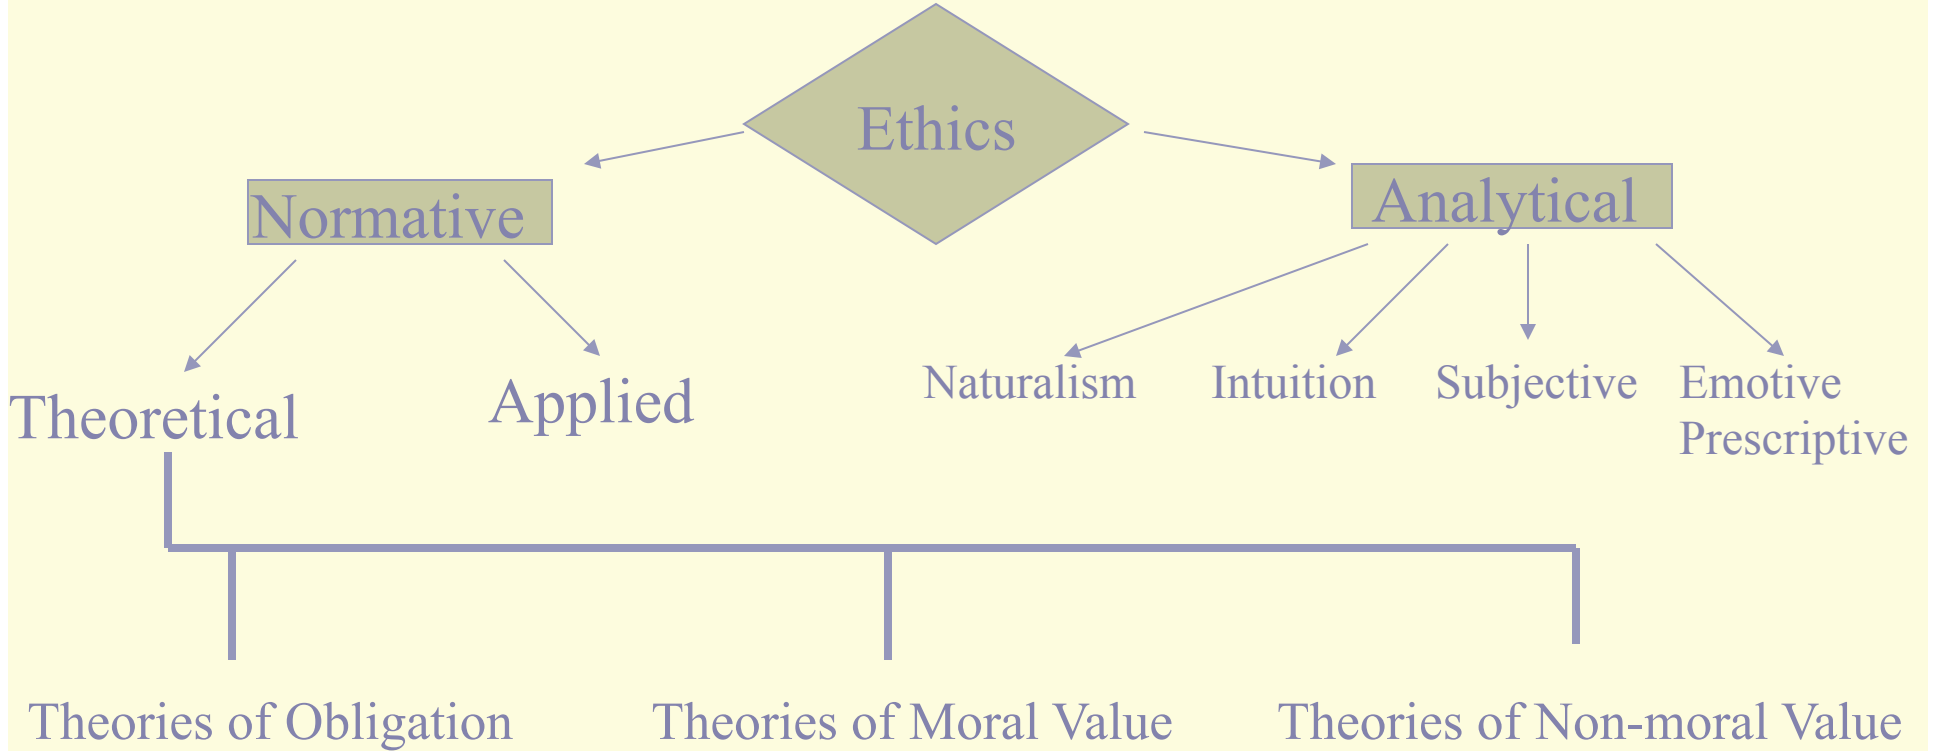 Ethics
Normative
Analytical
Theoretical
Applied
Naturalism
Intuition
Subjective
Emotive
Prescriptive
Theories of Obligation
Theories of Moral Value
Theories of Non-moral Value